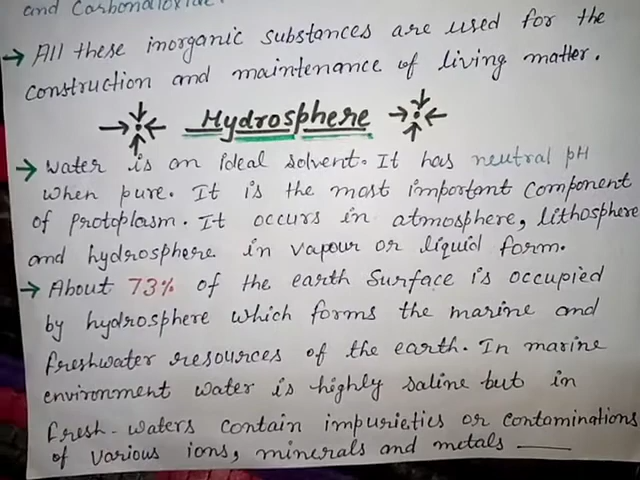 and Carbondioxide.
→ All these inorganic substances are used for the
construction and maintenance of living matter.
Hydrosphere
→ Water is an ideal solvent. It has neutral pH
when pure. It is the most important component
of protoplasm. It occurs in atmosphere, lithosphere
and hydrosphere in vapour or liquid form.
→ About 73% of the earth Surface is occupied
by hydrosphere which forms the marine and
freshwater resources of the earth. In marine
environment water is highly saline but in
fresh-waters contain impurieties or contaminations
of various ions, minerals and metals